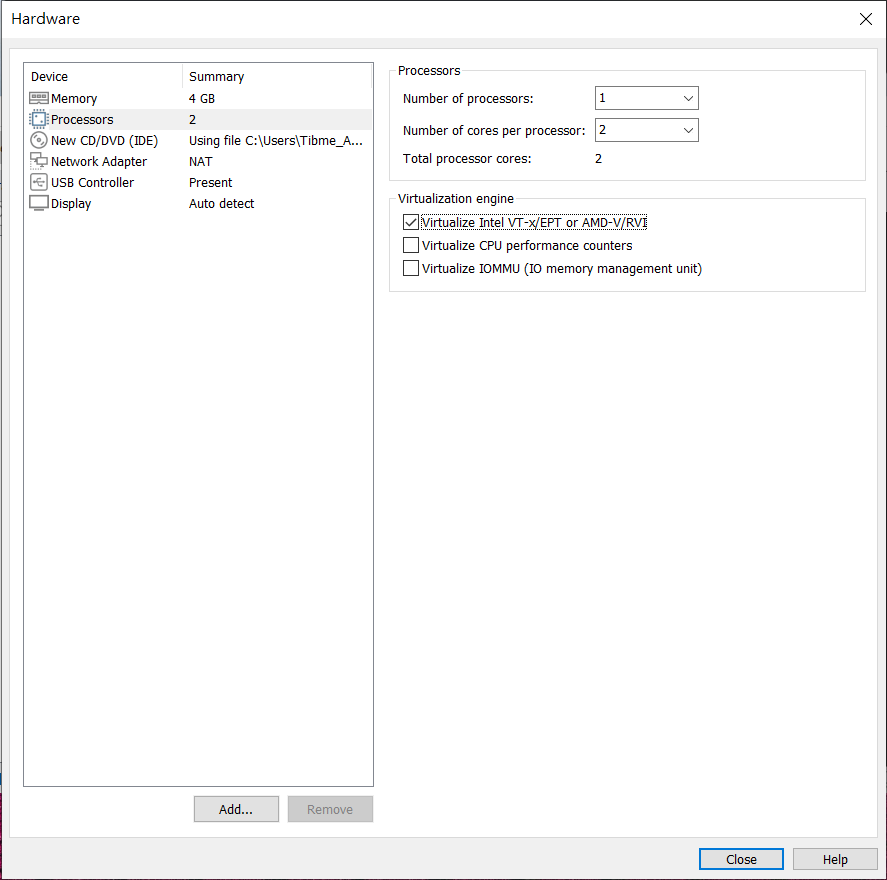 Hardware
Device Summary
Memory 4 GB
Processors 2
New CD/DVD (IDE) Using file C:\Users\Tibme_A...
Network Adapter NAT
USB Controller Present
Display Auto detect
Add... Remove
Processors
Number of processors: 1
Number of cores per processor: 2
Total processor cores: 2
Virtualization engine
Virtualize Intel VT-x/EPT or AMD-V/RVI
Virtualize CPU performance counters
Virtualize IOMMU (IO memory management unit)
Close Help